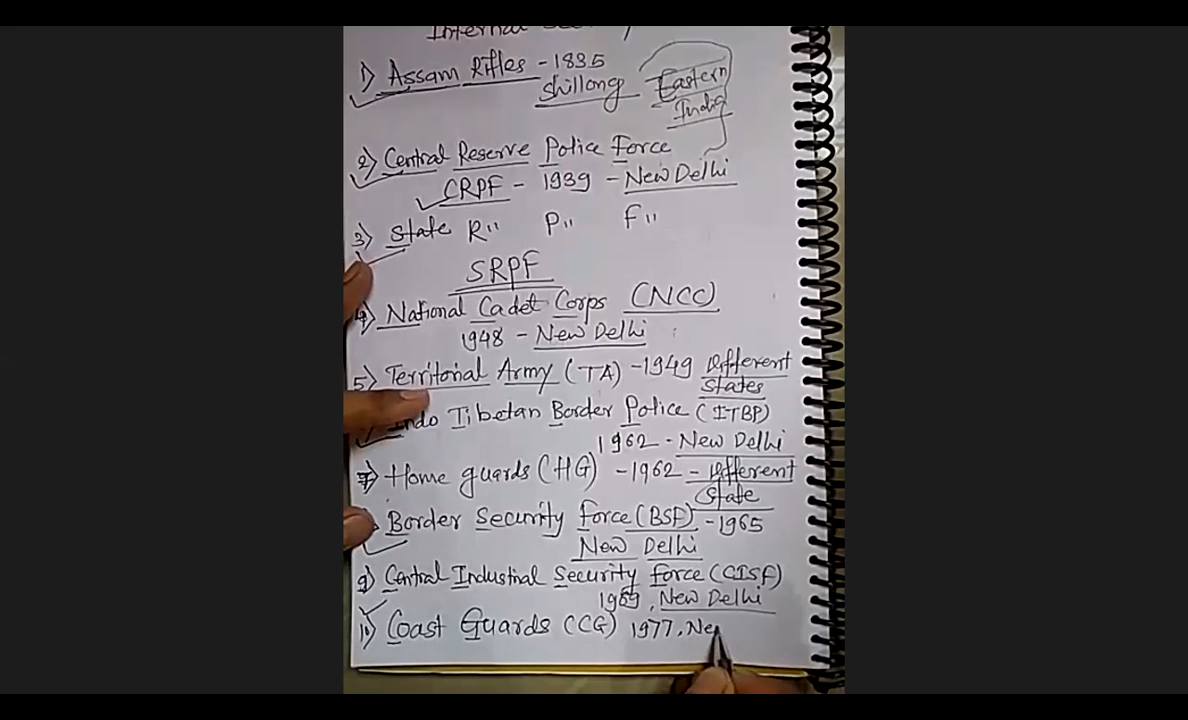 Internal
1) Assam Rifles - 1835
Shillong Eastern
India
2) Central Reserve Police Force
CRPF - 1939 - New Delhi
3) State R" P" F"
SRPF
4) National Cadet Corps (NCC)
1948 - New Delhi
5) Territorial Army (TA) - 1949 Different
States
Indo Tibetan Border Police (ITBP)
1962 - New Delhi
7) Home guards (HG) - 1962 - Different
State
Border Security Force (BSF) - 1965
New Delhi
9) Central Industrial Security force (CISF)
1969, New Delhi
10) Coast Guards (CG) 1977, Ne